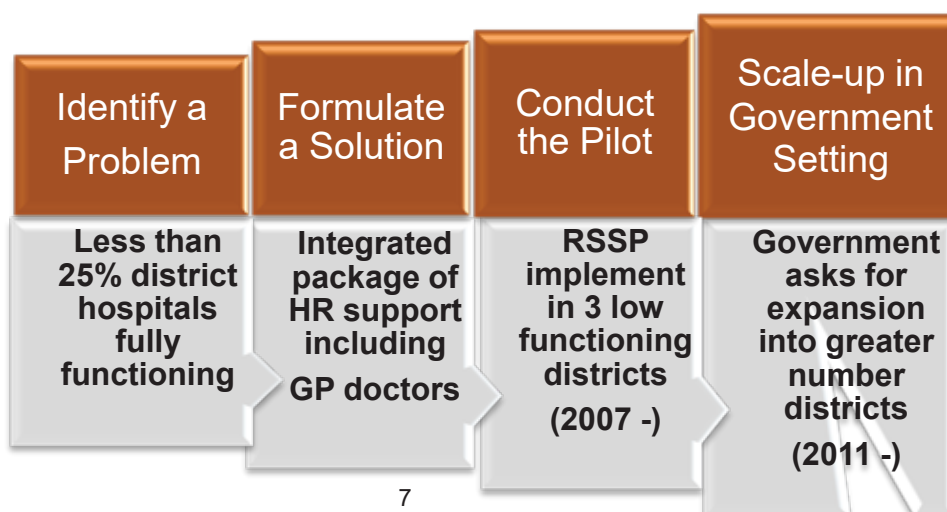 Identify a
Problem
Less than
25% district
hospitals
fully
functioning
Formulate
a Solution
Integrated
package of
HR support
including
GP doctors
Conduct
the Pilot
RSSP
implement
in 3 low
functioning
districts
(2007 -)
Scale-up in
Government
Setting
Government
asks for
expansion
into greater
number
districts
(2011 -)
7